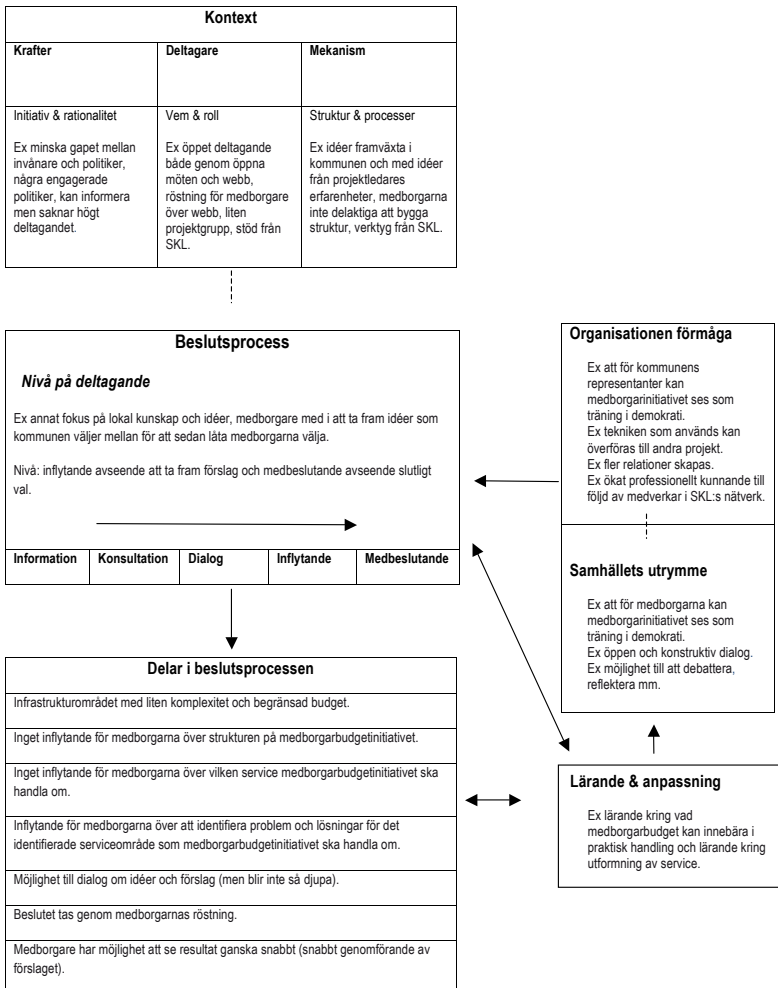 Kontext
Krafter
Deltagare
Mekanism
Initiativ & rationalitet
Ex minska gapet mellan
invånare och politiker,
några engagerade
politiker, kan informera
men saknar högt
deltagandet.
Vem & roll
Ex öppet deltagande
både genom öppna
möten och webb,
röstning för medborgare
över webb, liten
projektgrupp, stöd från
SKL.
Struktur & processer
Ex idéer framväxta i
kommunen och med idéer
från projektledares
erfarenheter, medborgarna
inte delaktiga att bygga
struktur, verktyg från SKL.
Beslutsprocess
Nivå på deltagande
Ex annat fokus på lokal kunskap och idéer, medborgare med i att ta fram idéer som
kommunen väljer mellan för att sedan låta medborgarna välja.
Nivå: inflytande avseende att ta fram förslag och medbeslutande avseende slutligt
val.
Information
Konsultation
Dialog
Inflytande
Medbeslutande
Organisationen förmåga
Ex att för kommunens
representanter kan
medborgarinitiativet ses som
träning i demokrati.
Ex tekniken som används kan
överföras till andra projekt.
Ex fler relationer skapas.
Ex ökat professionellt kunnande till
följd av medverkar i SKL:s nätverk.
Samhällets utrymme
Ex att för medborgarna kan
medborgarinitiativet ses som
träning i demokrati.
Ex öppen och konstruktiv dialog.
Ex möjlighet till att debattera,
reflektera mm.
Delar i beslutsprocessen
Infrastrukturområdet med liten komplexitet och begränsad budget.
Inget inflytande för medborgarna över strukturen på medborgarbudgetinitiativet.
Inget inflytande för medborgarna över vilken service medborgarbudgetinitiativet ska
handla om.
Inflytande för medborgarna över att identifiera problem och lösningar för det
identifierade serviceområde som medborgarbudgetinitiativet ska handla om.
Möjlighet till dialog om idéer och förslag (men blir inte så djupa).
Beslutet tas genom medborgarnas röstning.
Medborgare har möjlighet att se resultat ganska snabbt (snabbt genomförande av
förslaget).
Lärande & anpassning
Ex lärande kring vad
medborgarbudget kan innebära i
praktisk handling och lärande kring
utformning av service.